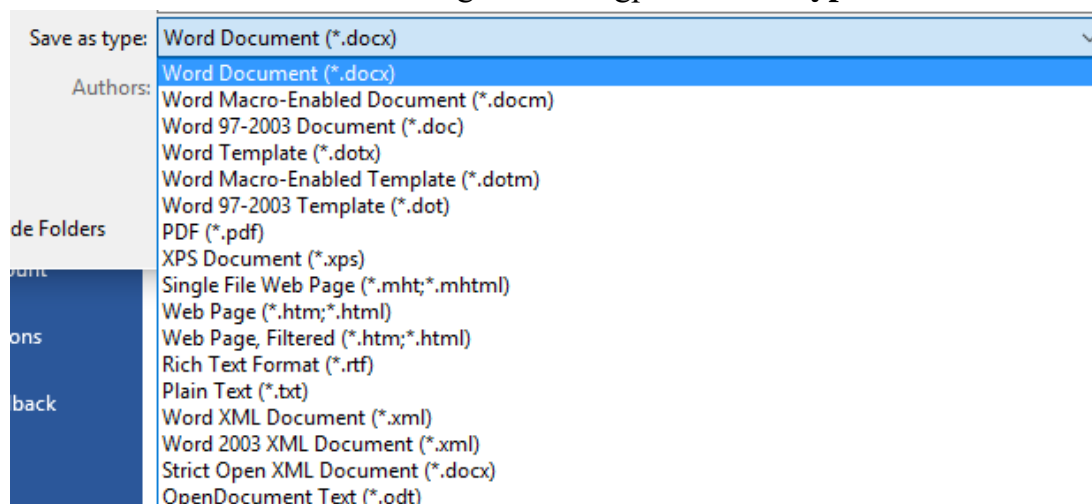 Save as type: Word Document (*.docx)
Authors:
Word Document (*.docx)
Word Macro-Enabled Document (*.docm)
Word 97-2003 Document (*.doc)
Word Template (*.dotx)
Word Macro-Enabled Template (*.dotm)
Word 97-2003 Template (*.dot)
de Folders
PDF (*.pdf)
XPS Document (*.xps)
Single File Web Page (*.mht;*.mhtml)
Web Page (*.htm;*.html)
ons
Web Page, Filtered (*.htm;*.html)
Rich Text Format (*.rtf)
Plain Text (*.txt)
lback
Word XML Document (*.xml)
Word 2003 XML Document (*.xml)
Strict Open XML Document (*.docx)
OpenDocument Text (*.odt)